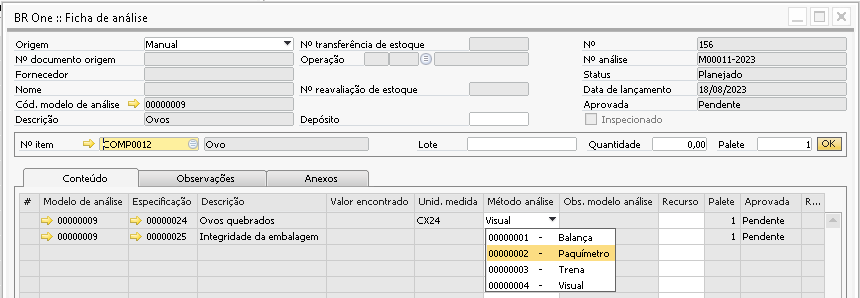 BR One :: Ficha de análise
Origem Manual Nº transferência de estoque Nº 156
Nº documento origem Operação Nº análise M00011-2023
Fornecedor Status Planejado
Nome Nº reavaliação de estoque Data de lançamento 18/08/2023
Cód. modelo de análise 00000009 Aprovada Pendente
Descrição Ovos Depósito Inspecionado
Nº item COMP0012 Ovo Lote Quantidade 0,00 Palete 1 OK
Conteúdo Observações Anexos
# Modelo de análise Especificação Descrição Valor encontrado Unid. medida Método análise Obs. modelo análise Recurso Palete Aprovada R...
00000009 00000024 Ovos quebrados CX24 Visual 1 Pendente
00000009 00000025 Integridade da embalagem 1 Pendente
00000001 - Balança
00000002 - Paquímetro
00000003 - Trena
00000004 - Visual